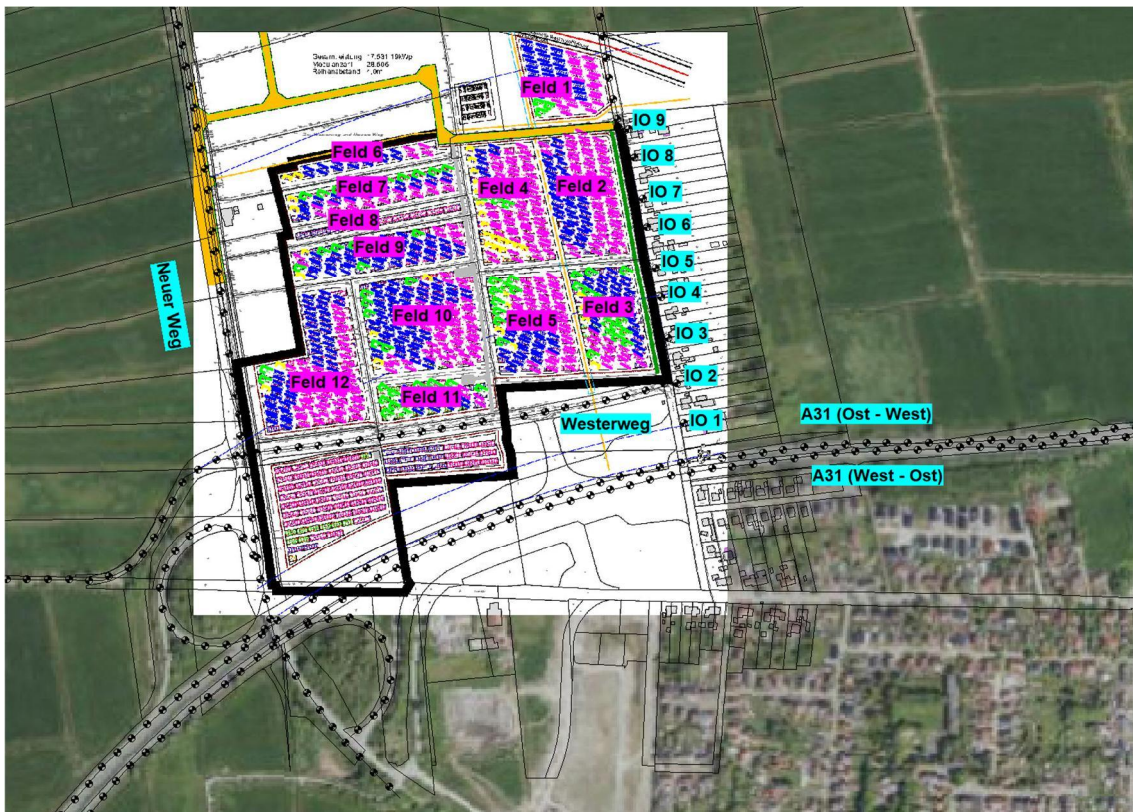 Feld 1
IO 9
Feld 6
IO 8
Feld 7
Feld 4
Feld 2
IO 7
Feld 8
IO 6
Feld 9
IO 5
Neuer Weg
IO 4
Feld 10
Feld 5
Feld 3
IO 3
Feld 12
IO 2
Feld 11
Westerweg
IO 1
A31 (Ost - West)
A31 (West - Ost)